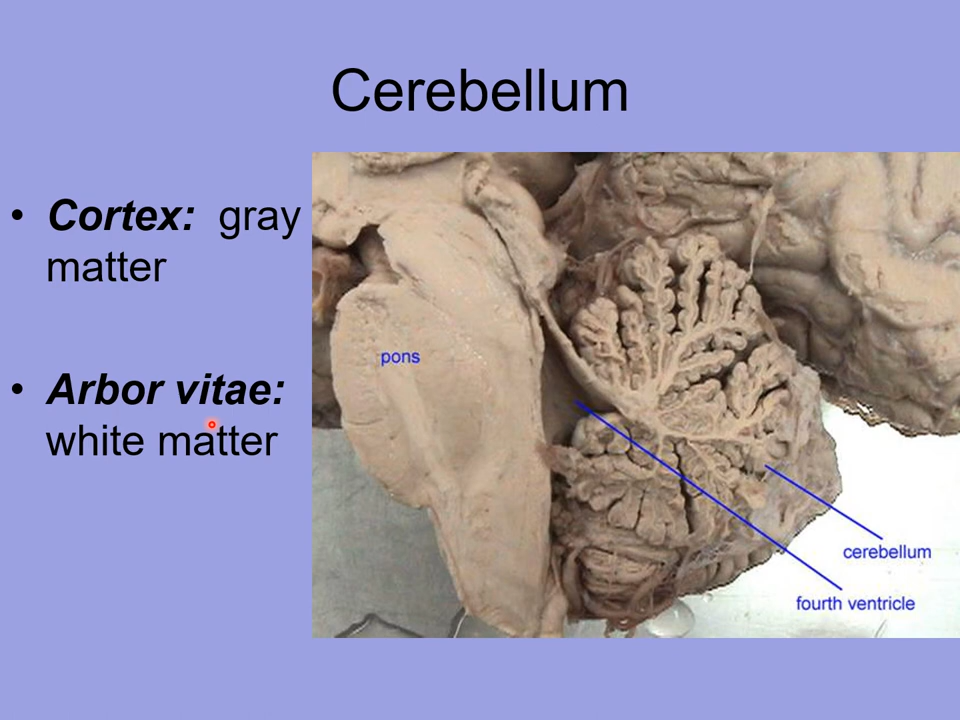 Cerebellum
• Cortex: gray
matter
• Arbor vitae:
white matter
pons
cerebellum
fourth ventricle